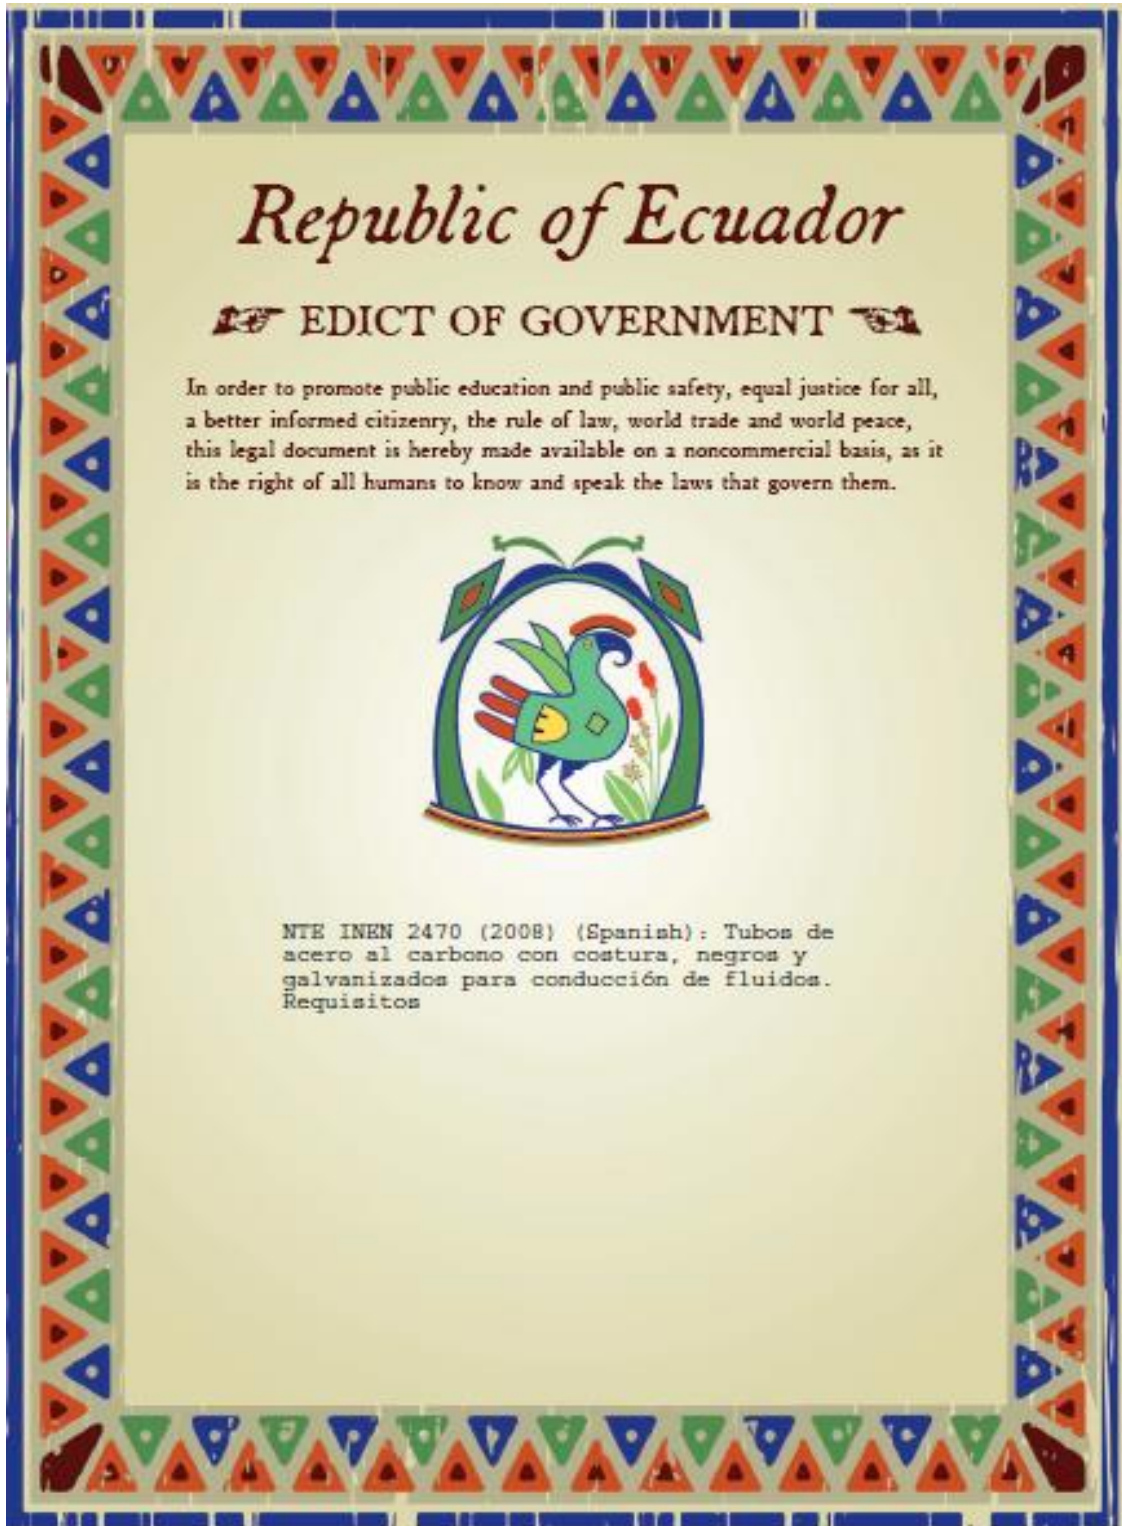 Republic of Ecuador
EDICT OF GOVERNMENT
In order to promote public education and public safety, equal justice for all,
a better informed citizenry, the rule of law, world trade and world peace,
this legal document is hereby made available on a noncommercial basis, as it
is the right of all humans to know and speak the laws that govern them.
NTE INEN 2470 (2008) (Spanish): Tubos de
acero al carbono con costura, negros y
galvanizados para conducción de fluidos.
Requisitos